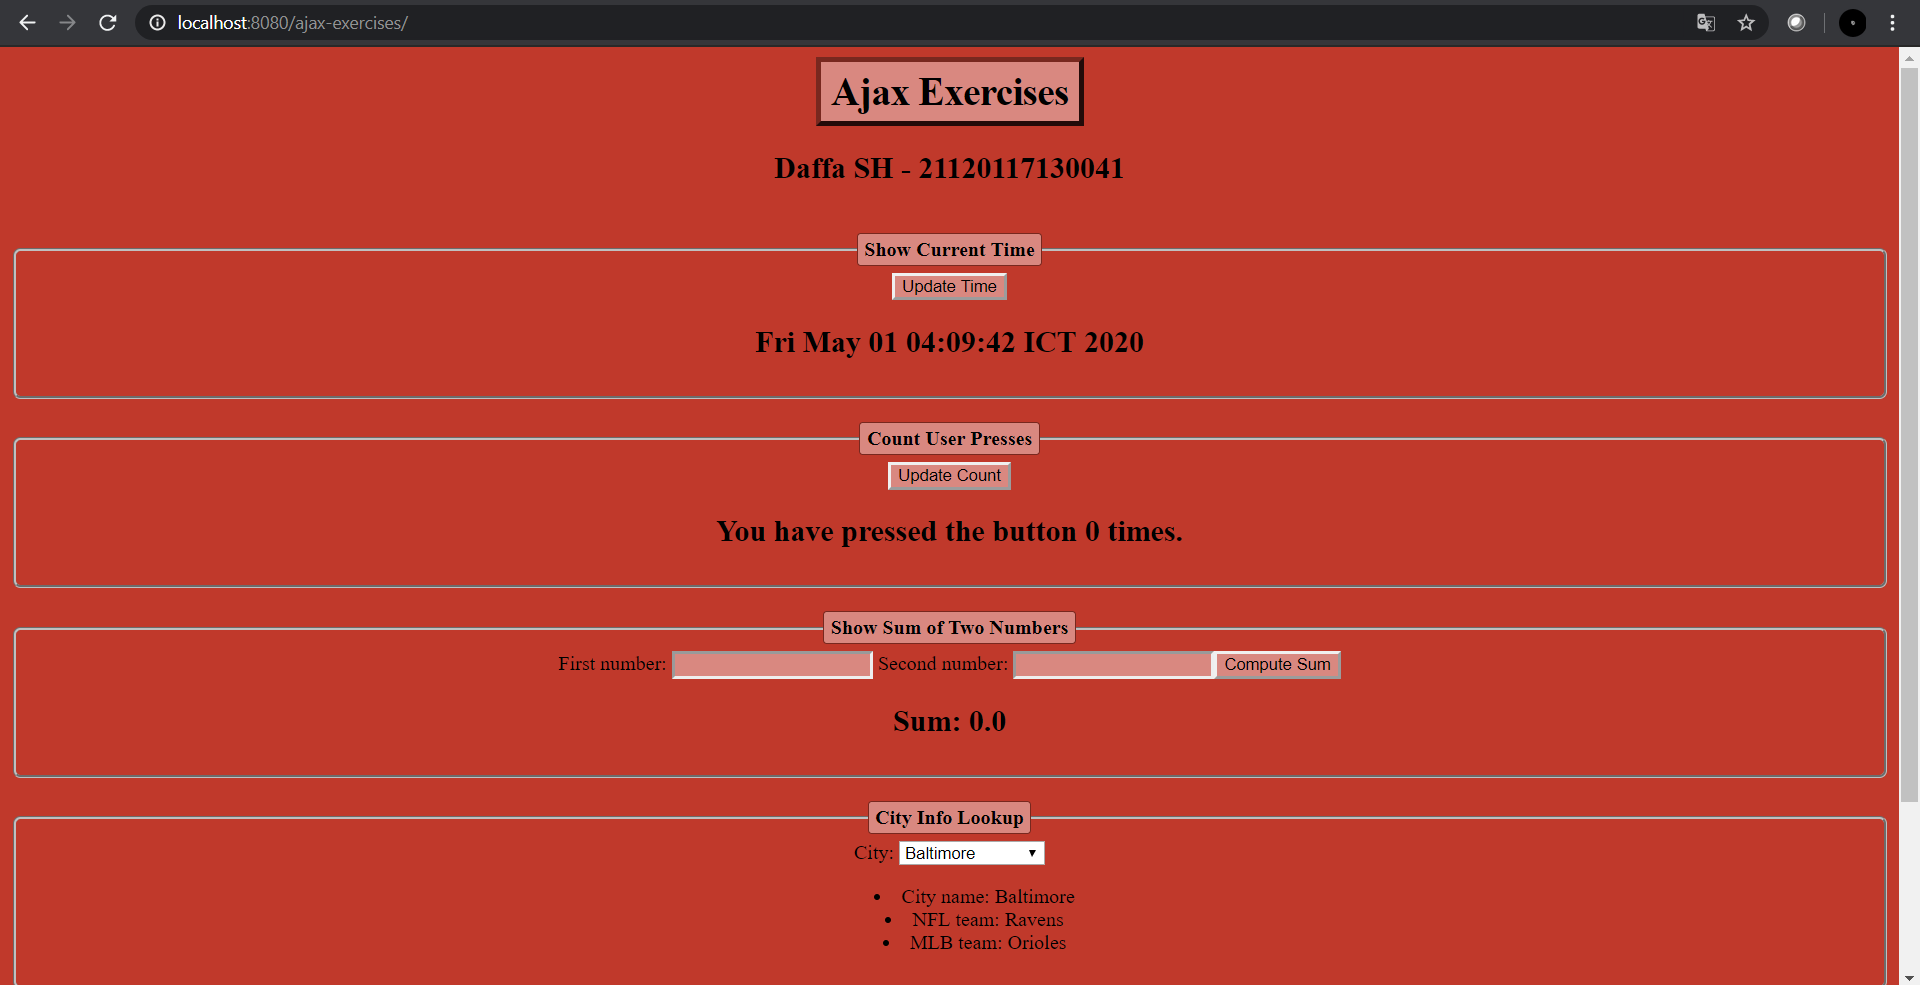 localhost:8080/ajax-exercises/
Ajax Exercises
Daffa SH - 21120117130041
Show Current Time
Update Time
Fri May 01 04:09:42 ICT 2020
Count User Presses
Update Count
You have pressed the button 0 times.
Show Sum of Two Numbers
First number: Second number: Compute Sum
Sum: 0.0
City Info Lookup
City: Baltimore
• City name: Baltimore
• NFL team: Ravens
• MLB team: Orioles